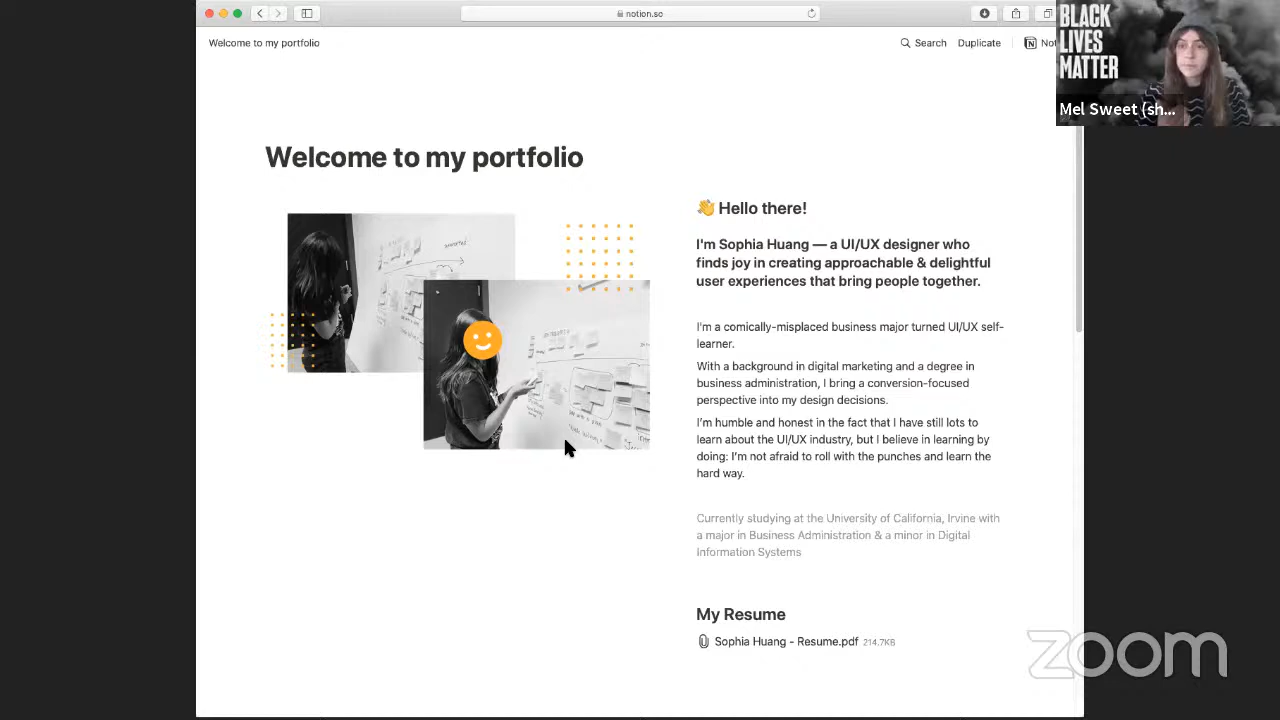 notion.so
Welcome to my portfolio
Search
Duplicate
BLACK
LIVES
MATTER
Mel Sweet (sh...
Welcome to my portfolio
👋 Hello there!
I'm Sophia Huang — a UI/UX designer who
finds joy in creating approachable & delightful
user experiences that bring people together.
I'm a comically-misplaced business major turned UI/UX self-
learner.
With a background in digital marketing and a degree in
business administration, I bring a conversion-focused
perspective into my design decisions.
I'm humble and honest in the fact that I have still lots to
learn about the UI/UX industry, but I believe in learning by
doing: I'm not afraid to roll with the punches and learn the
hard way.
Currently studying at the University of California, Irvine with
a major in Business Administration & a minor in Digital
Information Systems
My Resume
Sophia Huang - Resume.pdf 214.7KB
zoom